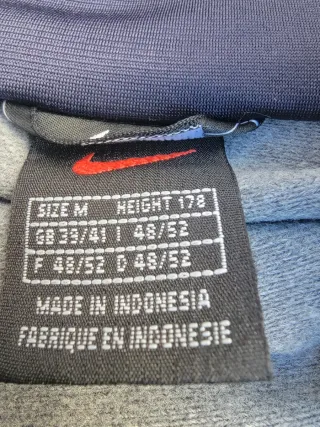 SIZE M HEIGHT 178
GB 39/41 I 48/52
F 48/52 D 48/52
MADE IN INDONESIA
FABRIQUE EN INDONESIE